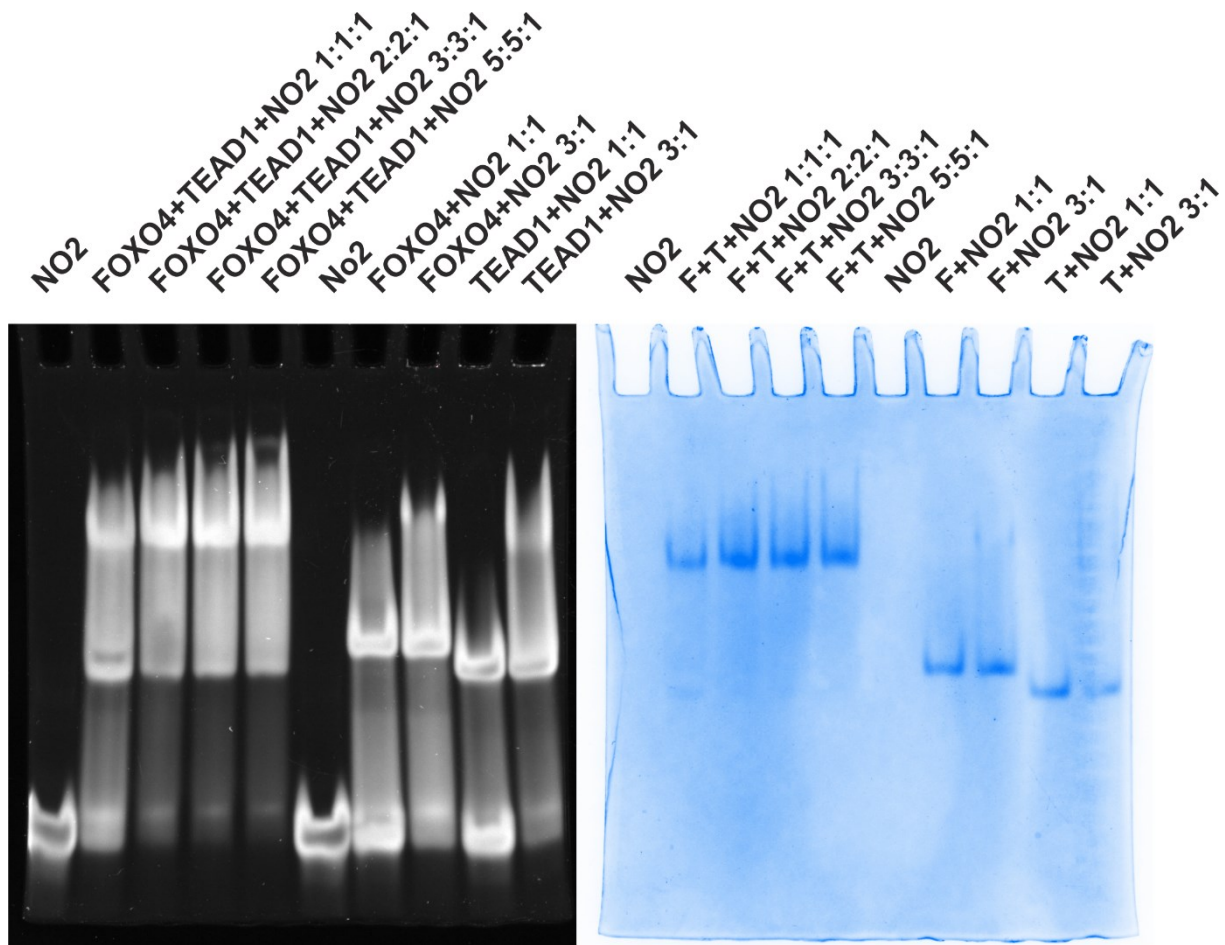 NO2
FOXO4+TEAD1+NO2 1:1:1
FOXO4+TEAD1+NO2 2:2:1
FOXO4+TEAD1+NO2 3:3:1
FOXO4+TEAD1+NO2 5:5:1
No2
FOXO4+NO2 1:1
FOXO4+NO2 3:1
TEAD1+NO2 1:1
TEAD1+NO2 3:1
NO2
F+T+NO2 1:1:1
F+T+NO2 2:2:1
F+T+NO2 3:3:1
F+T+NO2 5:5:1
NO2
F+NO2 1:1
F+NO2 3:1
T+NO2 1:1
T+NO2 3:1